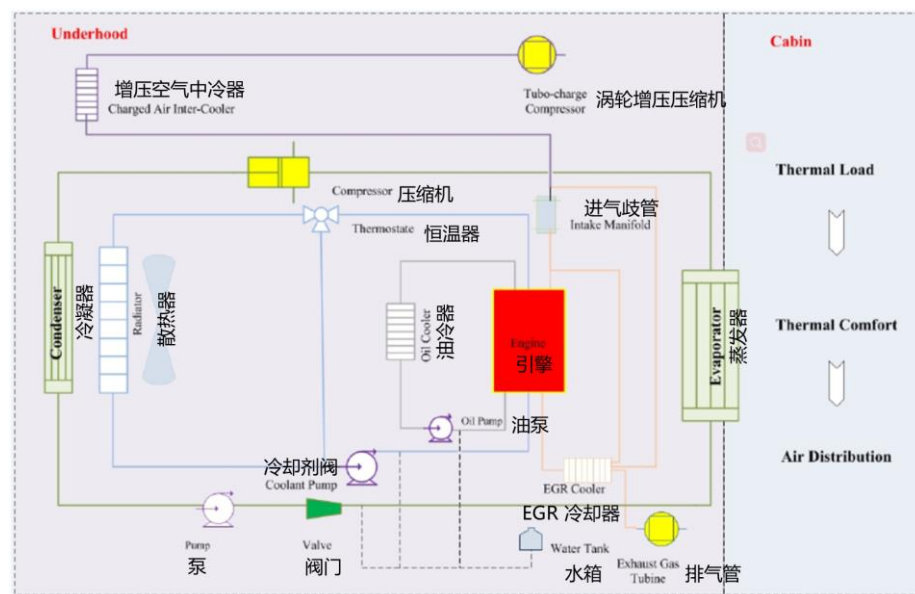 Underhood
Cabin
增压空气中冷器
Charged Air Inter-Cooler
Tubo-charge
Compressor
涡轮增压压缩机
Thermal Load
Compressor 压缩机
进气歧管
Intake Manifold
Thermostate 恒温器
Condenser
冷凝器
Radiator
散热器
Oil Cooler
油冷器
Engine
引擎
Evaporator
蒸发器
Thermal Comfort
Oil Pump 油泵
Air Distribution
冷却剂阀
Coolant Pump
EGR Cooler
EGR 冷却器
Pump
泵
Valve
阀门
Water Tank
水箱
Exhaust Gas
Tubine
排气管